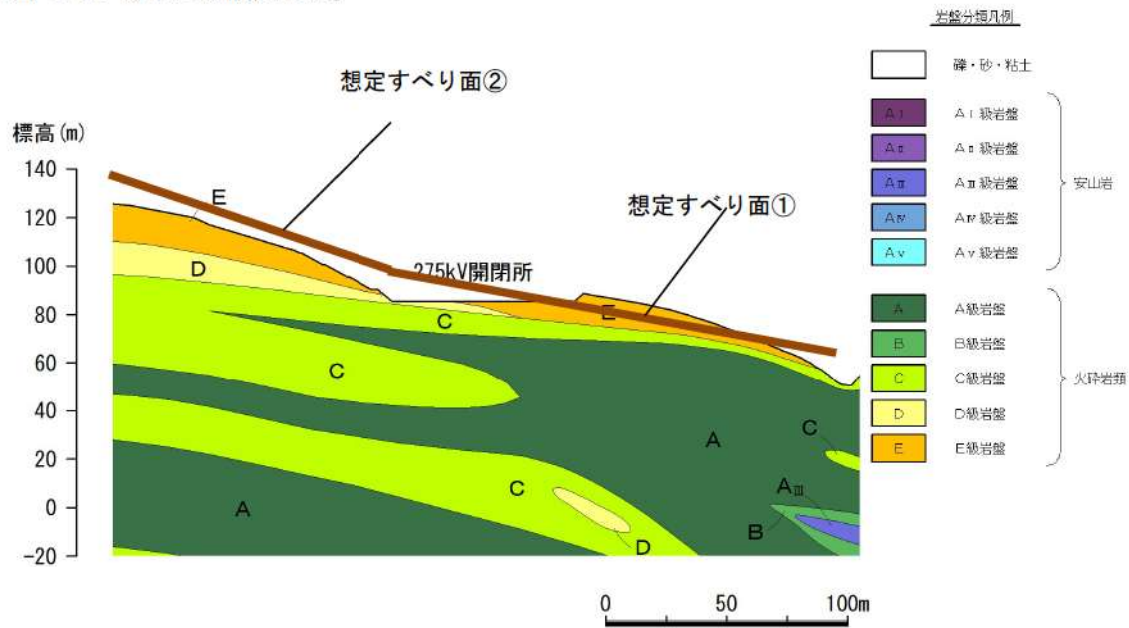 岩盤分類凡例
礫・砂・粘土
AⅠ AⅠ級岩盤
AⅡ AⅡ級岩盤
AⅢ AⅢ級岩盤
AⅣ AⅣ級岩盤
AⅤ AⅤ級岩盤
安山岩
A A級岩盤
B B級岩盤
C C級岩盤
D D級岩盤
E E級岩盤
火砕岩類
想定すべり面②
想定すべり面①
275kV開閉所
標高(m)
140
120
100
80
60
40
20
0
-20
E
D
C
E
C
A
C
C
AⅢ
A
B
D
0 50 100m